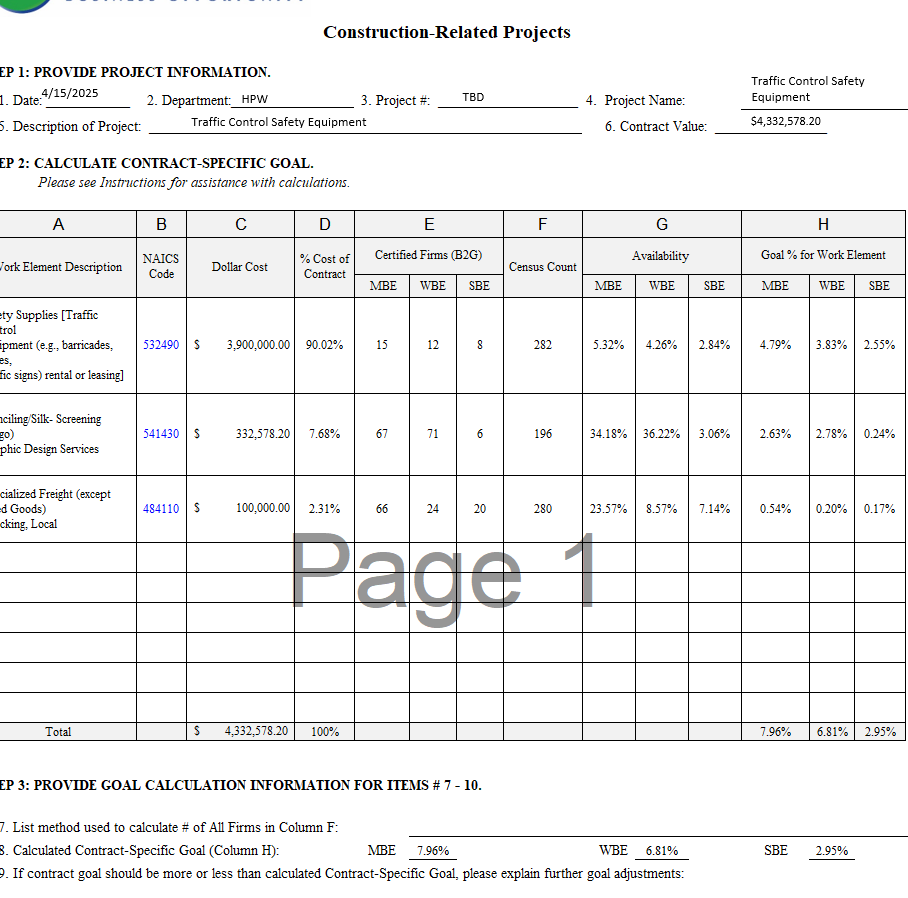 Construction-Related Projects
EP 1: PROVIDE PROJECT INFORMATION.
1. Date: 4/15/2025 2. Department: HPW 3. Project #: TBD 4. Project Name: Traffic Control Safety Equipment
5. Description of Project: Traffic Control Safety Equipment 6. Contract Value: $4,332,578.20
EP 2: CALCULATE CONTRACT-SPECIFIC GOAL.
Please see Instructions for assistance with calculations.
A B C D E F G H
Work Element Description NAICS Code Dollar Cost % Cost of Contract Certified Firms (B2G) Census Count Availability Goal % for Work Element
MBE WBE SBE MBE WBE SBE MBE WBE SBE
ety Supplies [Traffic
trol
ipment (e.g., barricades,
es,
fic signs) rental or leasing]
532490 $ 3,900,000.00 90.02% 15 12 8 282 5.32% 4.26% 2.84% 4.79% 3.83% 2.55%
nciling/Silk- Screening
go)
phic Design Services
541430 $ 332,578.20 7.68% 67 71 6 196 34.18% 36.22% 3.06% 2.63% 2.78% 0.24%
cialized Freight (except
ed Goods)
cking, Local
484110 $ 100,000.00 2.31% 66 24 20 280 23.57% 8.57% 7.14% 0.54% 0.20% 0.17%
Page 1
Total $ 4,332,578.20 100% 7.96% 6.81% 2.95%
EP 3: PROVIDE GOAL CALCULATION INFORMATION FOR ITEMS # 7 - 10.
7. List method used to calculate # of All Firms in Column F:
8. Calculated Contract-Specific Goal (Column H): MBE 7.96% WBE 6.81% SBE 2.95%
9. If contract goal should be more or less than calculated Contract-Specific Goal, please explain further goal adjustments: